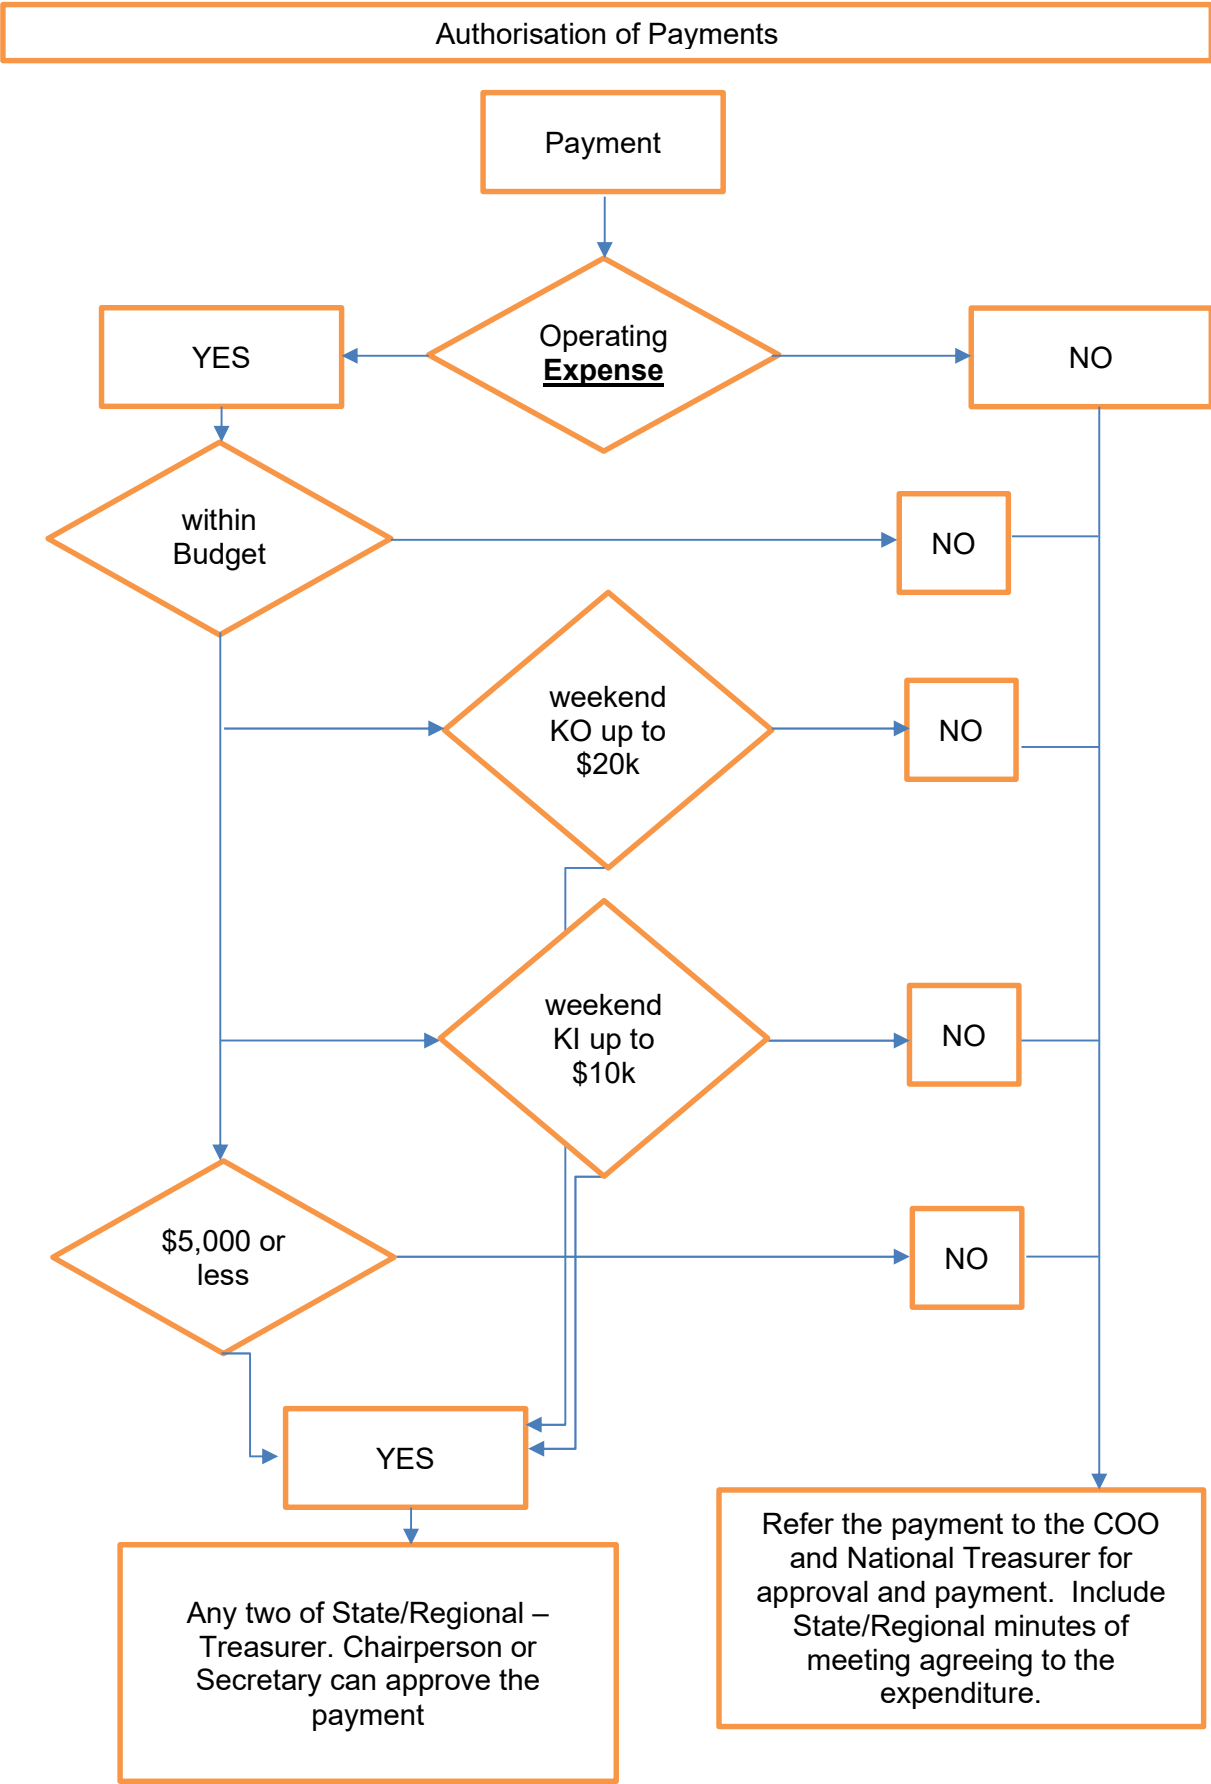 Authorisation of Payments
Payment
Operating
Expense
YES
NO
within
Budget
NO
weekend
KO up to
$20k
NO
weekend
KI up to
$10k
NO
$5,000 or
less
NO
YES
Any two of State/Regional –
Treasurer. Chairperson or
Secretary can approve the
payment
Refer the payment to the COO
and National Treasurer for
approval and payment.  Include
State/Regional minutes of
meeting agreeing to the
expenditure.